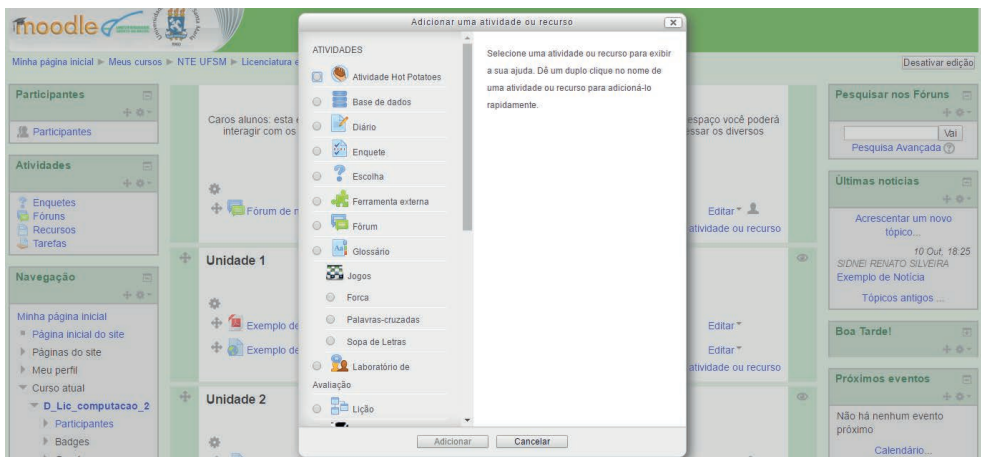 moodle
Minha página inicial ► Meus cursos ► NTE UFSM ► Licenciatura e
Desativar edição
Participantes
Participantes
Atividades
Enquetes
Fóruns
Recursos
Tarefas
Navegação
Minha página inicial
Página inicial do site
Páginas do site
Meu perfil
Curso atual
D_Lic_computacao_2
Participantes
Badges
Caros alunos: esta
interagir com os
espaço você poderá
essar os diversos
Fórum de n
Editar
atividade ou recurso
Unidade 1
Exemplo de
Editar
Exemplo de
Editar
atividade ou recurso
Unidade 2
Adicionar uma atividade ou recurso
ATIVIDADES
Atividade Hot Potatoes
Base de dados
Diário
Enquete
Escolha
Ferramenta externa
Fórum
Glossário
Jogos
Forca
Palavras-cruzadas
Sopa de Letras
Laboratório de
Avaliação
Lição
Selecione uma atividade ou recurso para exibir
a sua ajuda. Dê um duplo clique no nome de
uma atividade ou recurso para adicioná-lo
rapidamente.
Adicionar
Cancelar
Pesquisar nos Fóruns
Vai
Pesquisa Avançada
Últimas notícias
Acrescentar um novo
tópico...
10 Out, 18:25
SIDNEI RENATO SILVEIRA
Exemplo de Notícia
Tópicos antigos ...
Boa Tarde!
Próximos eventos
Não há nenhum evento
próximo
Calendário...